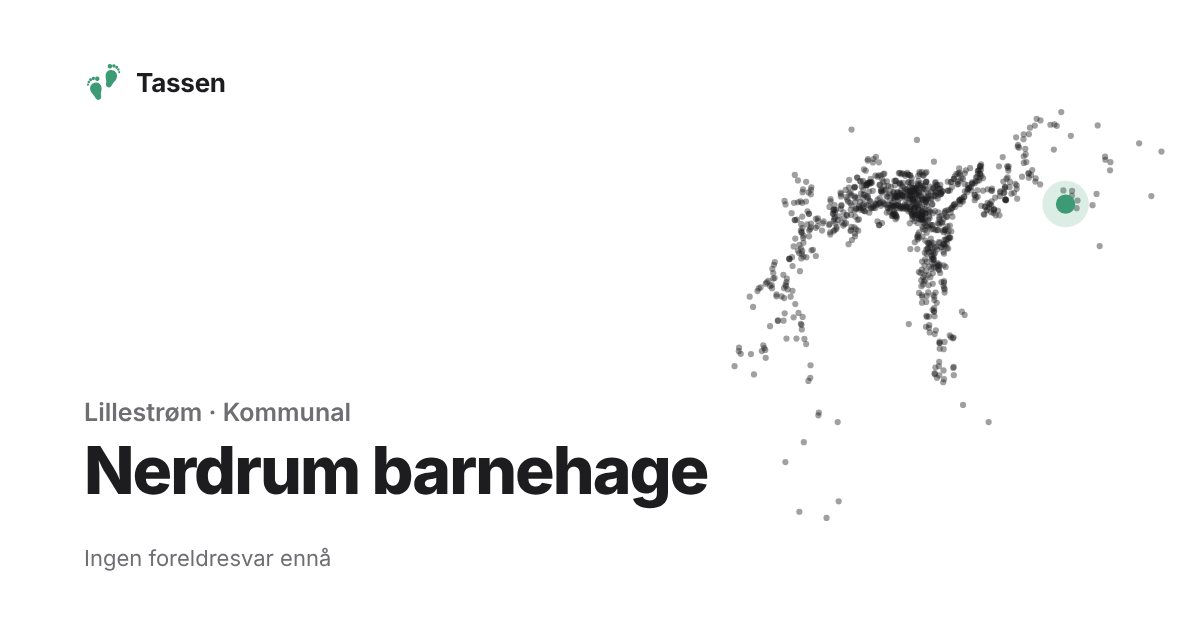 Tassen
Lillestrøm · Kommunal
Nerdrum barnehage
Ingen foreldresvar ennå